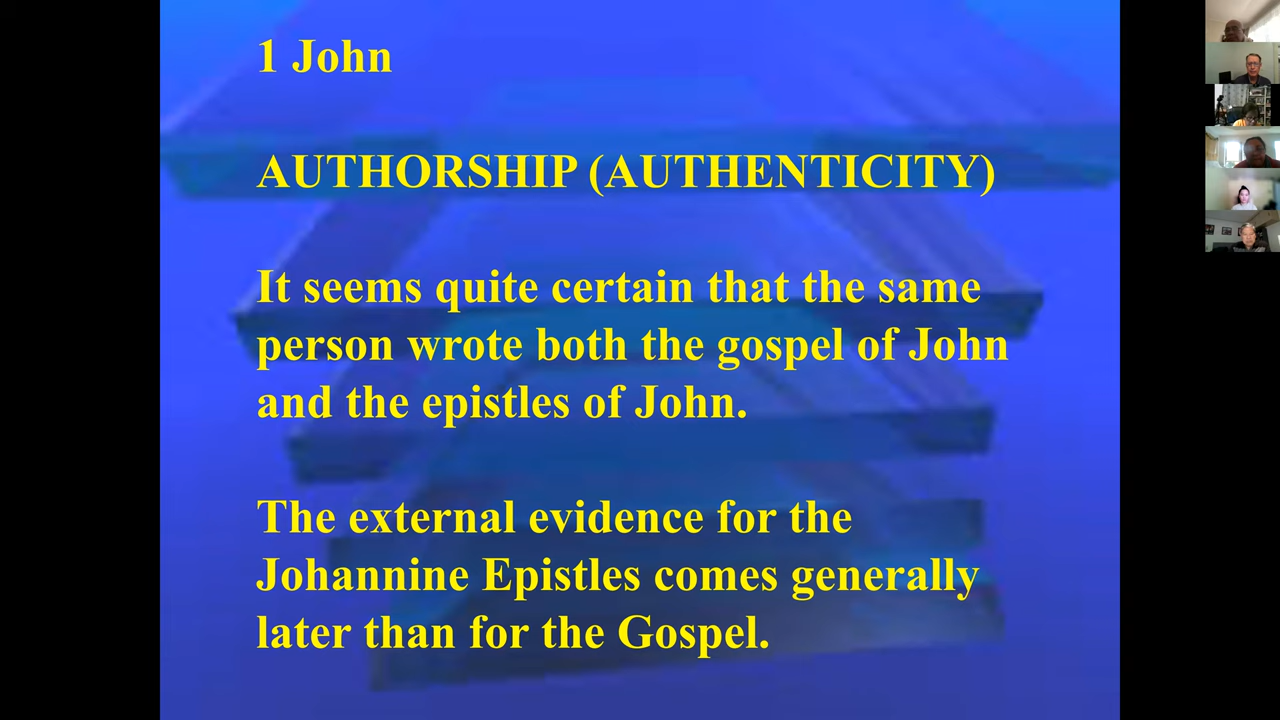 1 John
AUTHORSHIP (AUTHENTICITY)
It seems quite certain that the same
person wrote both the gospel of John
and the epistles of John.
The external evidence for the
Johannine Epistles comes generally
later than for the Gospel.